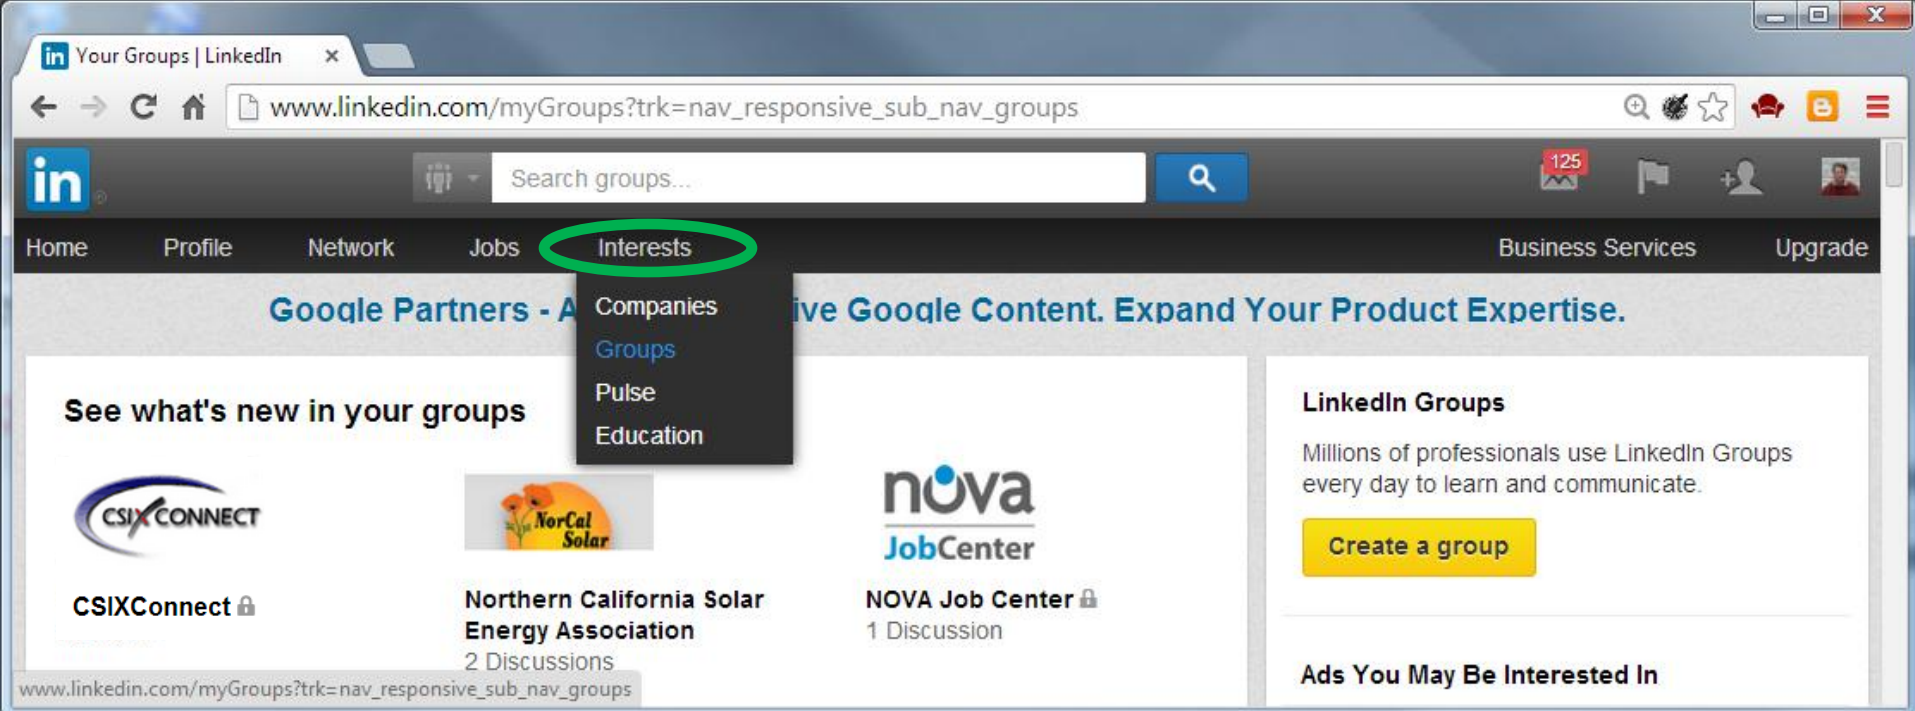 Your Groups | LinkedIn
www.linkedin.com/myGroups?trk=nav_responsive_sub_nav_groups
in
Search groups...
125
Home Profile Network Jobs Interests Business Services Upgrade
Google Partners - A ive Google Content. Expand Your Product Expertise.
Companies
Groups
Pulse
Education
See what's new in your groups
CSIXCONNECT
CSIXConnect
NorCal
Solar
Northern California Solar
Energy Association
2 Discussions
nova
JobCenter
NOVA Job Center
1 Discussion
LinkedIn Groups
Millions of professionals use LinkedIn Groups
every day to learn and communicate.
Create a group
Ads You May Be Interested In
www.linkedin.com/myGroups?trk=nav_responsive_sub_nav_groups